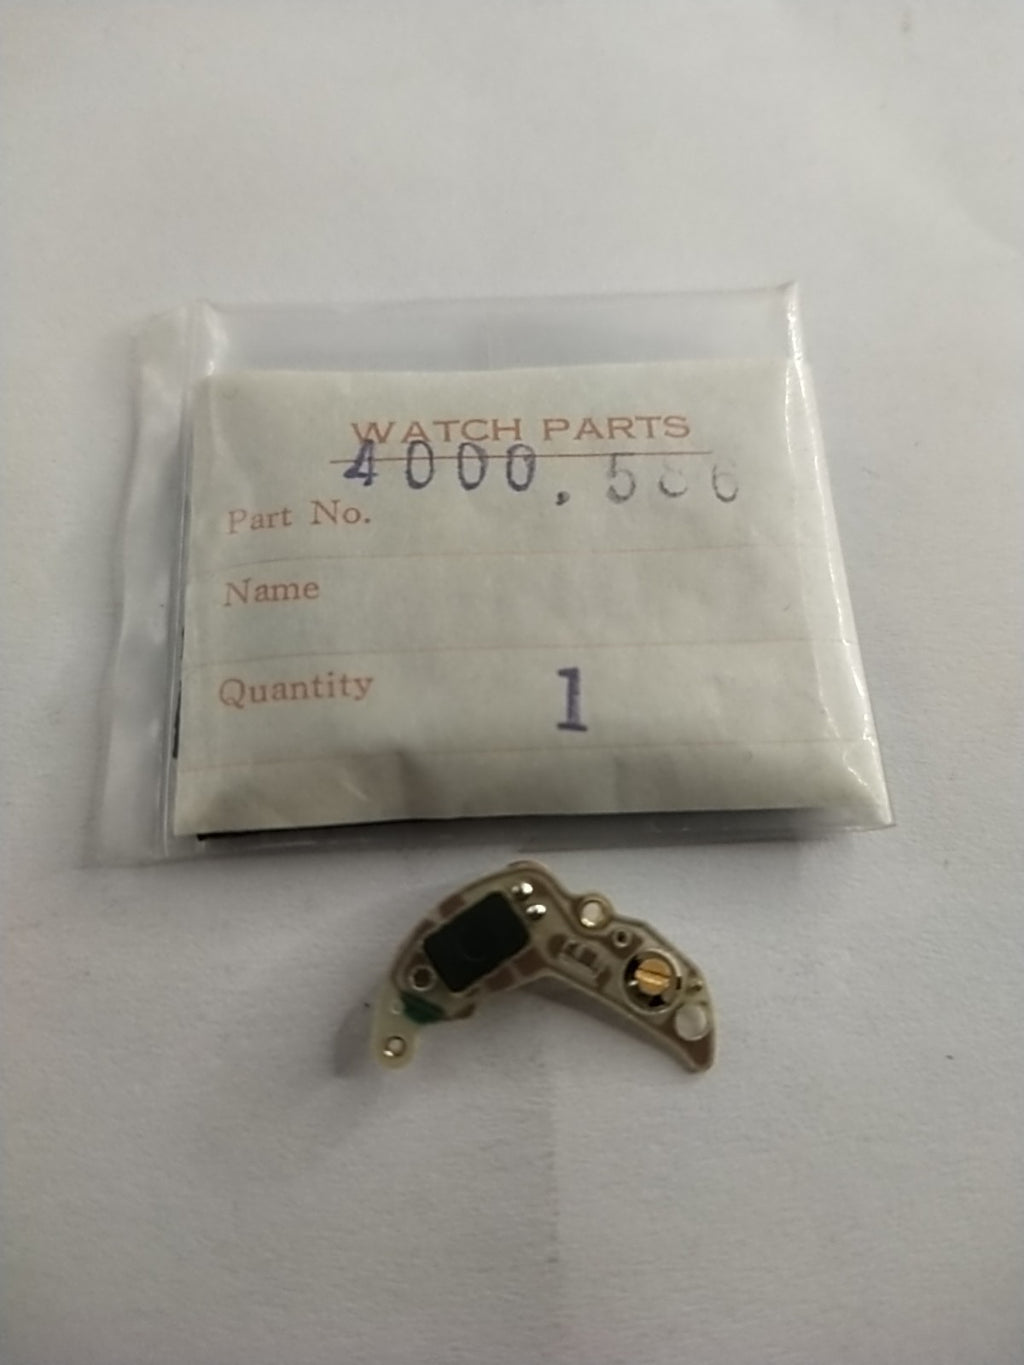 WATCH PARTS
4000.586
Part No.
Name
Quantity 1